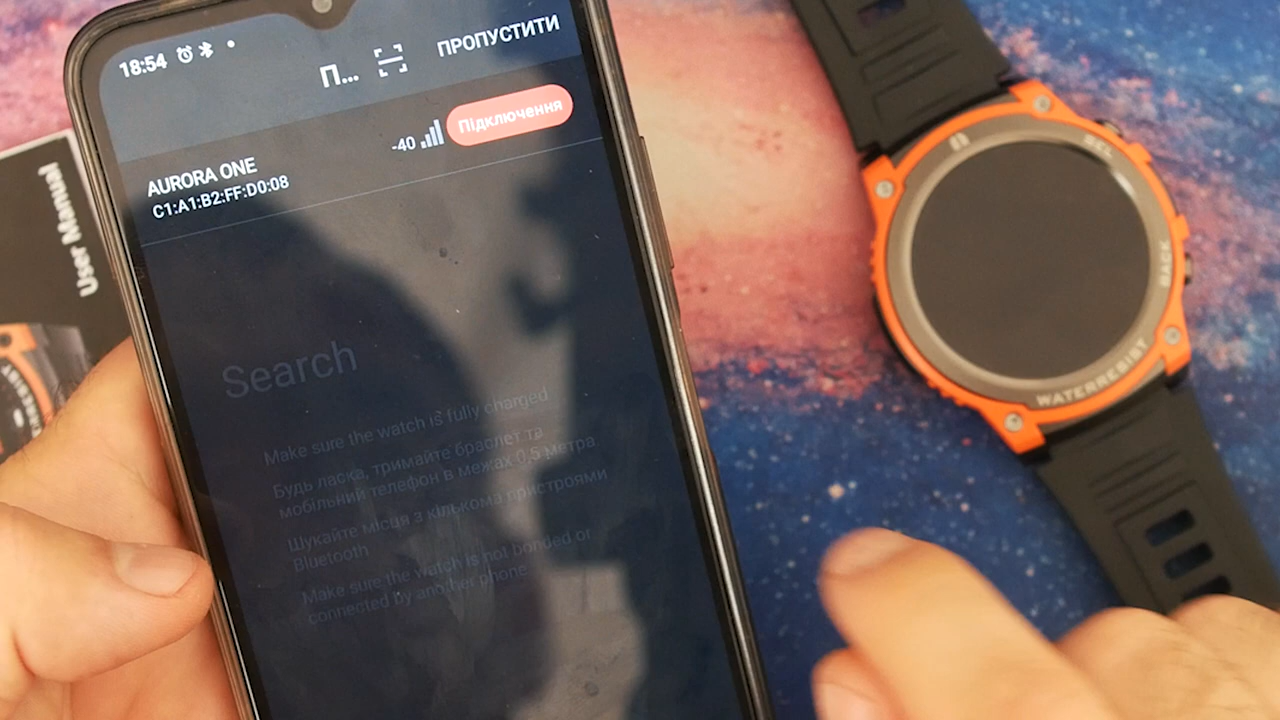 18:54
П...
ПРОПУСТИТИ
AURORA ONE
C1:A1:B2:FF:D0:08
-40
Підключення
Search
Make sure the watch is fully charged
Будь ласка, тримайте браслет та
мобільний телефон в межах 0,5 метра
Шукайте місця з кількома пристроями
Bluetooth
Make sure the watch is not bonded or
connected by another phone
User Manual
SEL
BACK
WATERRESIST